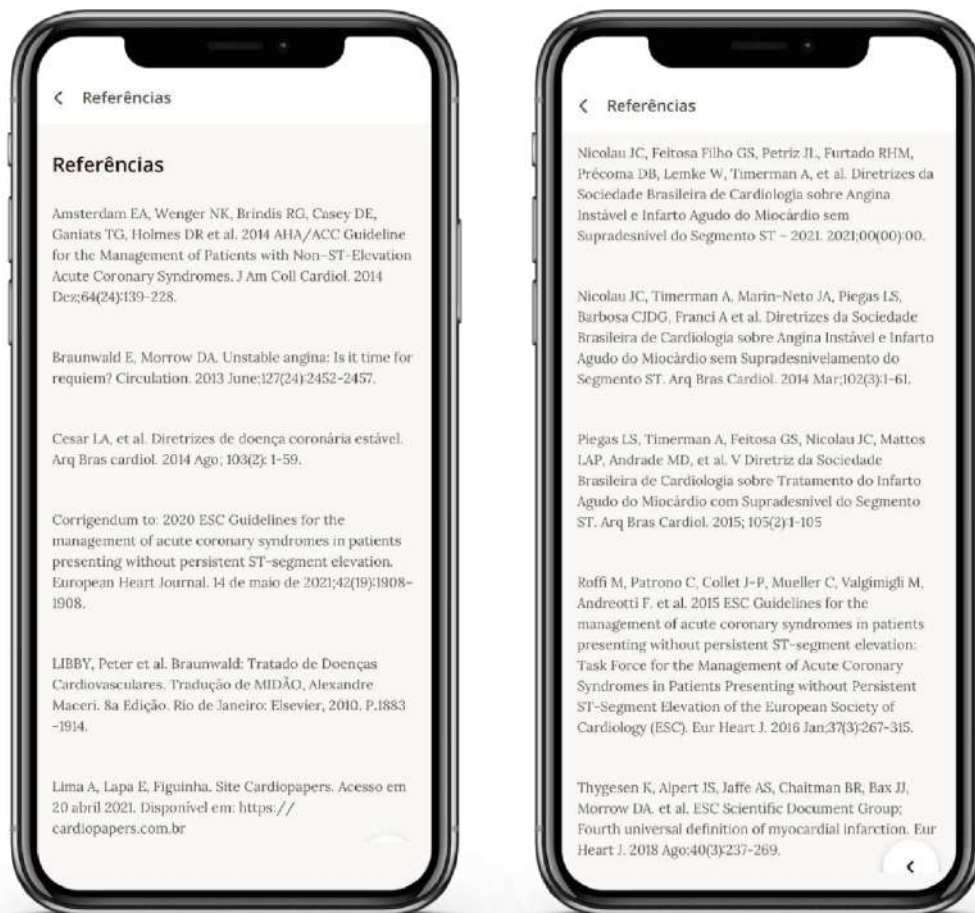 Referências
Referências
Amsterdam EA, Wenger NK, Brindis RG, Casey DE,
Ganiats TG, Holmes DR et al. 2014 AHA/ACC Guideline
for the Management of Patients with Non-ST-Elevation
Acute Coronary Syndromes. J Am Coll Cardiol. 2014
Dez;64(24):139-228.
Braunwald E, Morrow DA. Unstable angina: Is it time for
requiem? Circulation. 2013 June;127(24):2452-2457.
Cesar LA, et al. Diretrizes de doença coronária estável.
Arq Bras cardiol. 2014 Ago; 103(2): 1-59.
Corrigendum to: 2020 ESC Guidelines for the
management of acute coronary syndromes in patients
presenting without persistent ST-segment elevation.
European Heart Journal. 14 de maio de 2021;42(19):1908-
1908.
LIBBY, Peter et al. Braunwald: Tratado de Doenças
Cardiovasculares. Tradução de MIDÃO, Alexandre
Maceri. 8a Edição. Rio de Janeiro: Elsevier, 2010. P.1883
-1914.
Lima A, Lapa E, Figuinha. Site Cardiopapers. Acesso em
20 abril 2021. Disponível em: https://
cardiopapers.com.br
Referências
Nicolau JC, Feitosa Filho GS, Petriz JL, Furtado RHM,
Précoma DB, Lemke W, Timerman A, et al. Diretrizes da
Sociedade Brasileira de Cardiologia sobre Angina
Instável e Infarto Agudo do Miocárdio sem
Supradesnível do Segmento ST – 2021. 2021;00(00):00.
Nicolau JC, Timerman A, Marin-Neto JA, Piegas LS,
Barbosa CJDG, Franci A et al. Diretrizes da Sociedade
Brasileira de Cardiologia sobre Angina Instável e Infarto
Agudo do Miocárdio sem Supradesnivelamento do
Segmento ST. Arq Bras Cardiol. 2014 Mar;102(3):1-61.
Piegas LS, Timerman A, Feitosa GS, Nicolau JC, Mattos
LAP, Andrade MD, et al. V Diretriz da Sociedade
Brasileira de Cardiologia sobre Tratamento do Infarto
Agudo do Miocárdio com Supradesnível do Segmento
ST. Arq Bras Cardiol. 2015; 105(2):1-105
Roffi M, Patrono C, Collet J-P, Mueller C, Valgimigli M,
Andreotti F. et al. 2015 ESC Guidelines for the
management of acute coronary syndromes in patients
presenting without persistent ST-segment elevation:
Task Force for the Management of Acute Coronary
Syndromes in Patients Presenting without Persistent
ST-Segment Elevation of the European Society of
Cardiology (ESC). Eur Heart J. 2016 Jan;37(3):267-315.
Thygesen K, Alpert JS, Jaffe AS, Chaitman BR, Bax JJ,
Morrow DA. et al. ESC Scientific Document Group;
Fourth universal definition of myocardial infarction. Eur
Heart J. 2018 Ago;40(3):237-269.